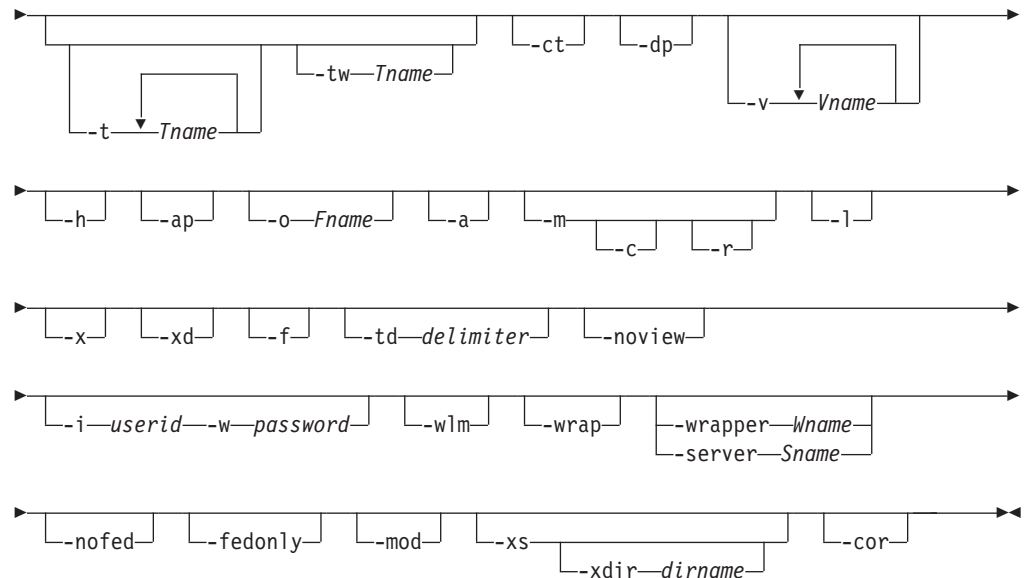 -ct -dp
-tw Tname
-v Vname
-t Tname
-h -ap -o Fname -a -m -l
-c -r
-x -xd -f -td delimiter -noview
-i userid -w password -wlm -wrap -wrapper Wname
-server Sname
-nofed -fedonly -mod -xs -cor
-xdir dirname